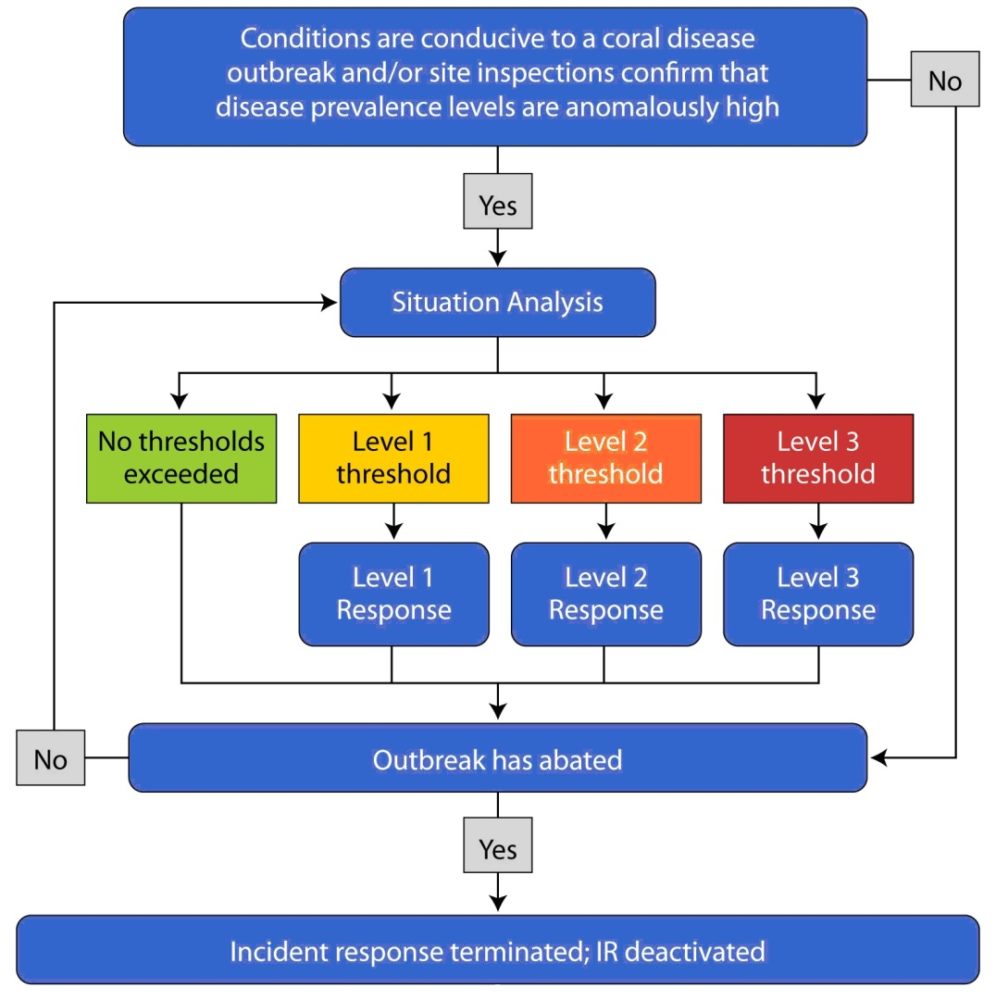 Conditions are conducive to a coral disease
outbreak and/or site inspections confirm that
disease prevalence levels are anomalously high
No
Yes
Situation Analysis
No thresholds
exceeded
Level 1
threshold
Level 2
threshold
Level 3
threshold
Level 1
Response
Level 2
Response
Level 3
Response
No
Outbreak has abated
Yes
Incident response terminated; IR deactivated